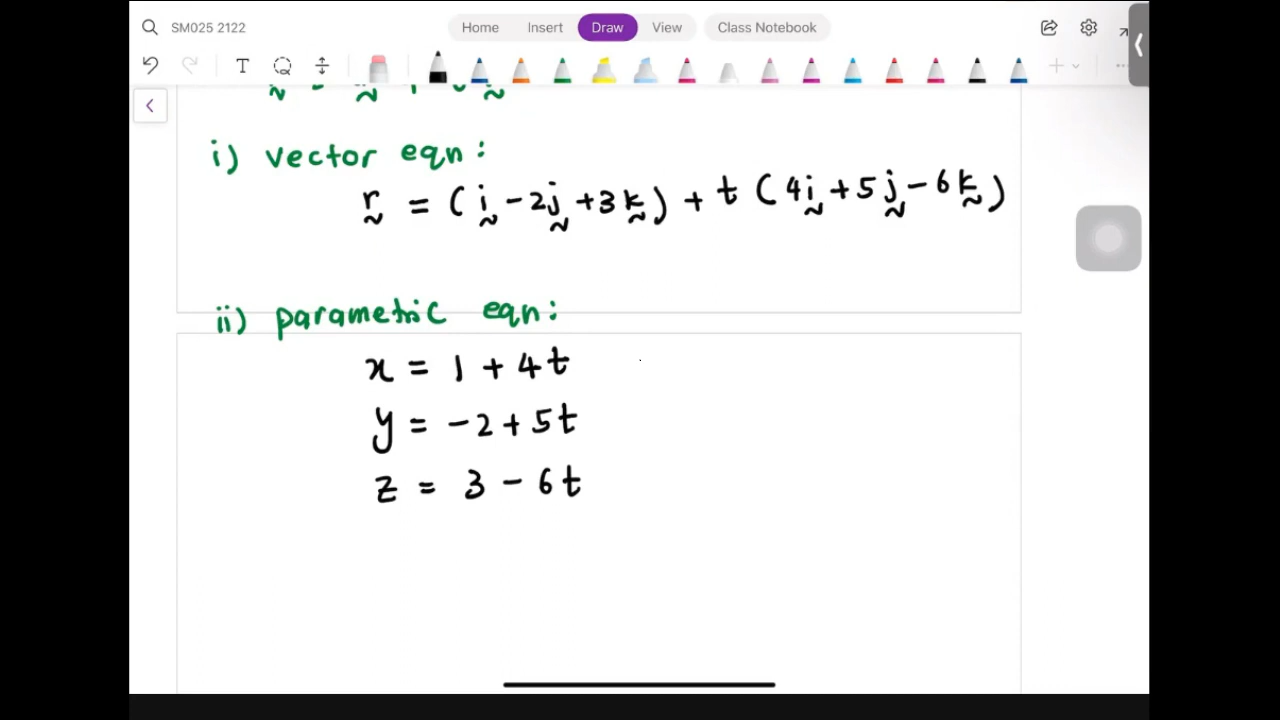 SM025 2122
Home Insert Draw View Class Notebook
i) vector eqn:
r = (i - 2j + 3k) + t (4i + 5j - 6k)
ii) parametric eqn:
x = 1 + 4t
y = -2 + 5t
z = 3 - 6t